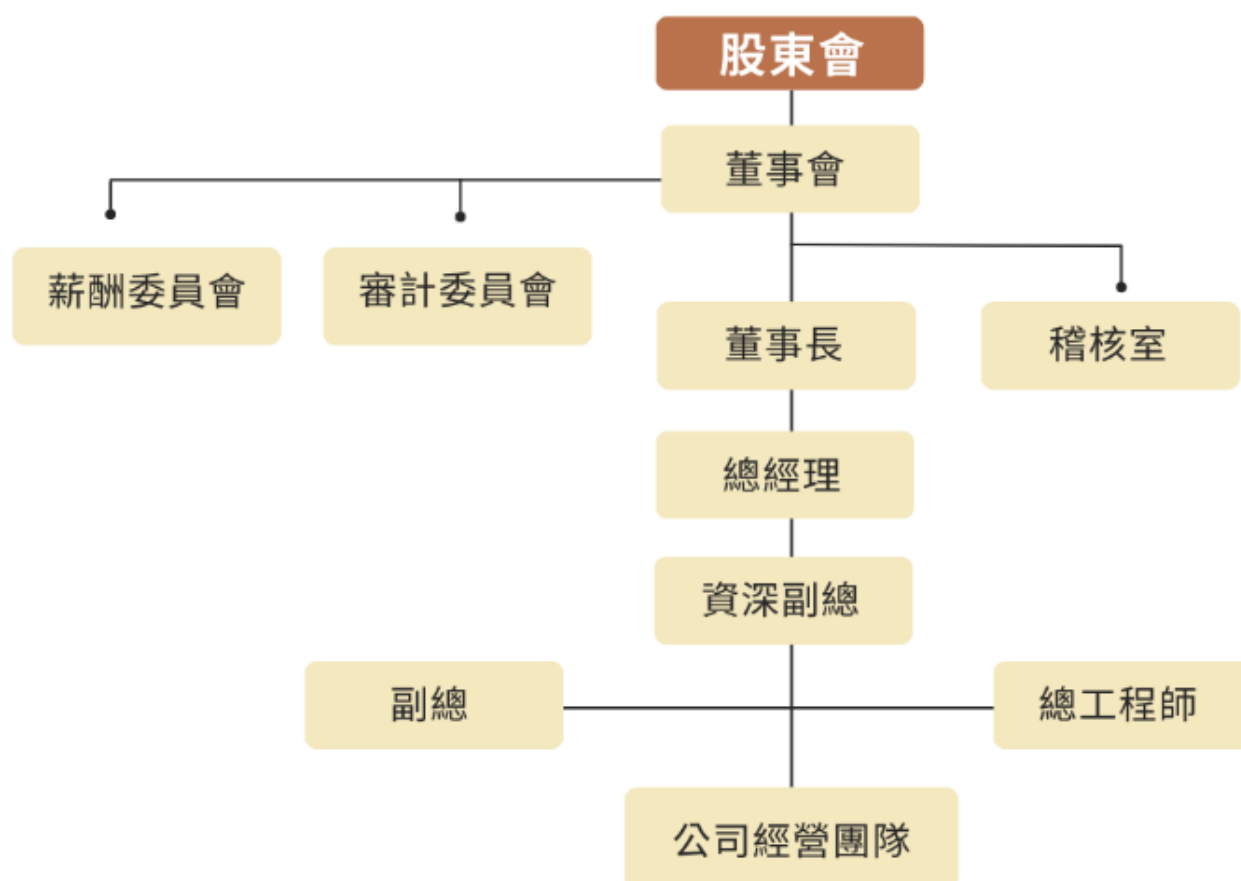 股東會
董事會
薪酬委員會
審計委員會
董事長
稽核室
總經理
資深副總
副總
總工程師
公司經營團隊